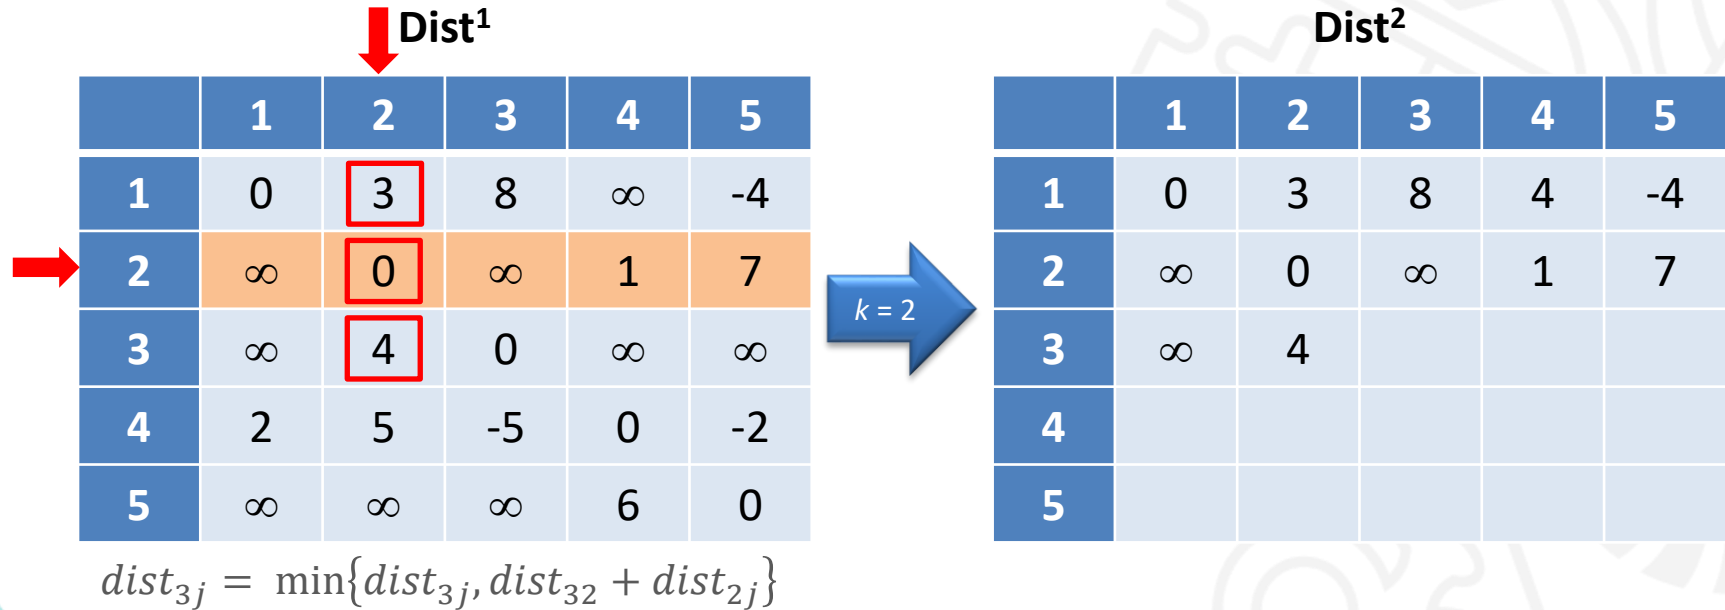 Dist¹ Dist²
1 2 3 4 5
1 0 3 8 ∞ -4
2 ∞ 0 ∞ 1 7
3 ∞ 4 0 ∞ ∞
4 2 5 -5 0 -2
5 ∞ ∞ ∞ 6 0
k = 2
1 2 3 4 5
1 0 3 8 4 -4
2 ∞ 0 ∞ 1 7
3 ∞ 4
4
5
dist₃ⱼ = min{dist₃ⱼ, dist₃₂ + dist₂ⱼ}